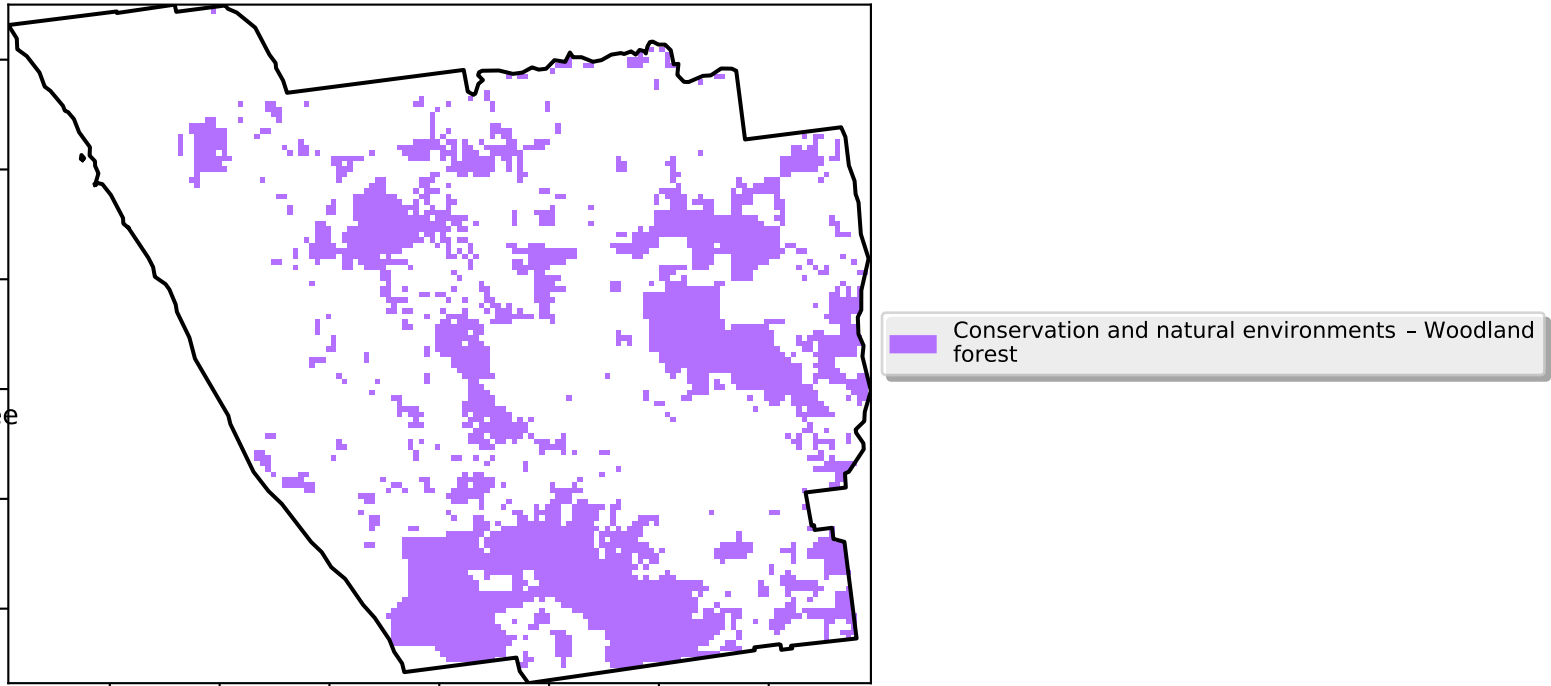 Conservation and natural environments – Woodland
forest